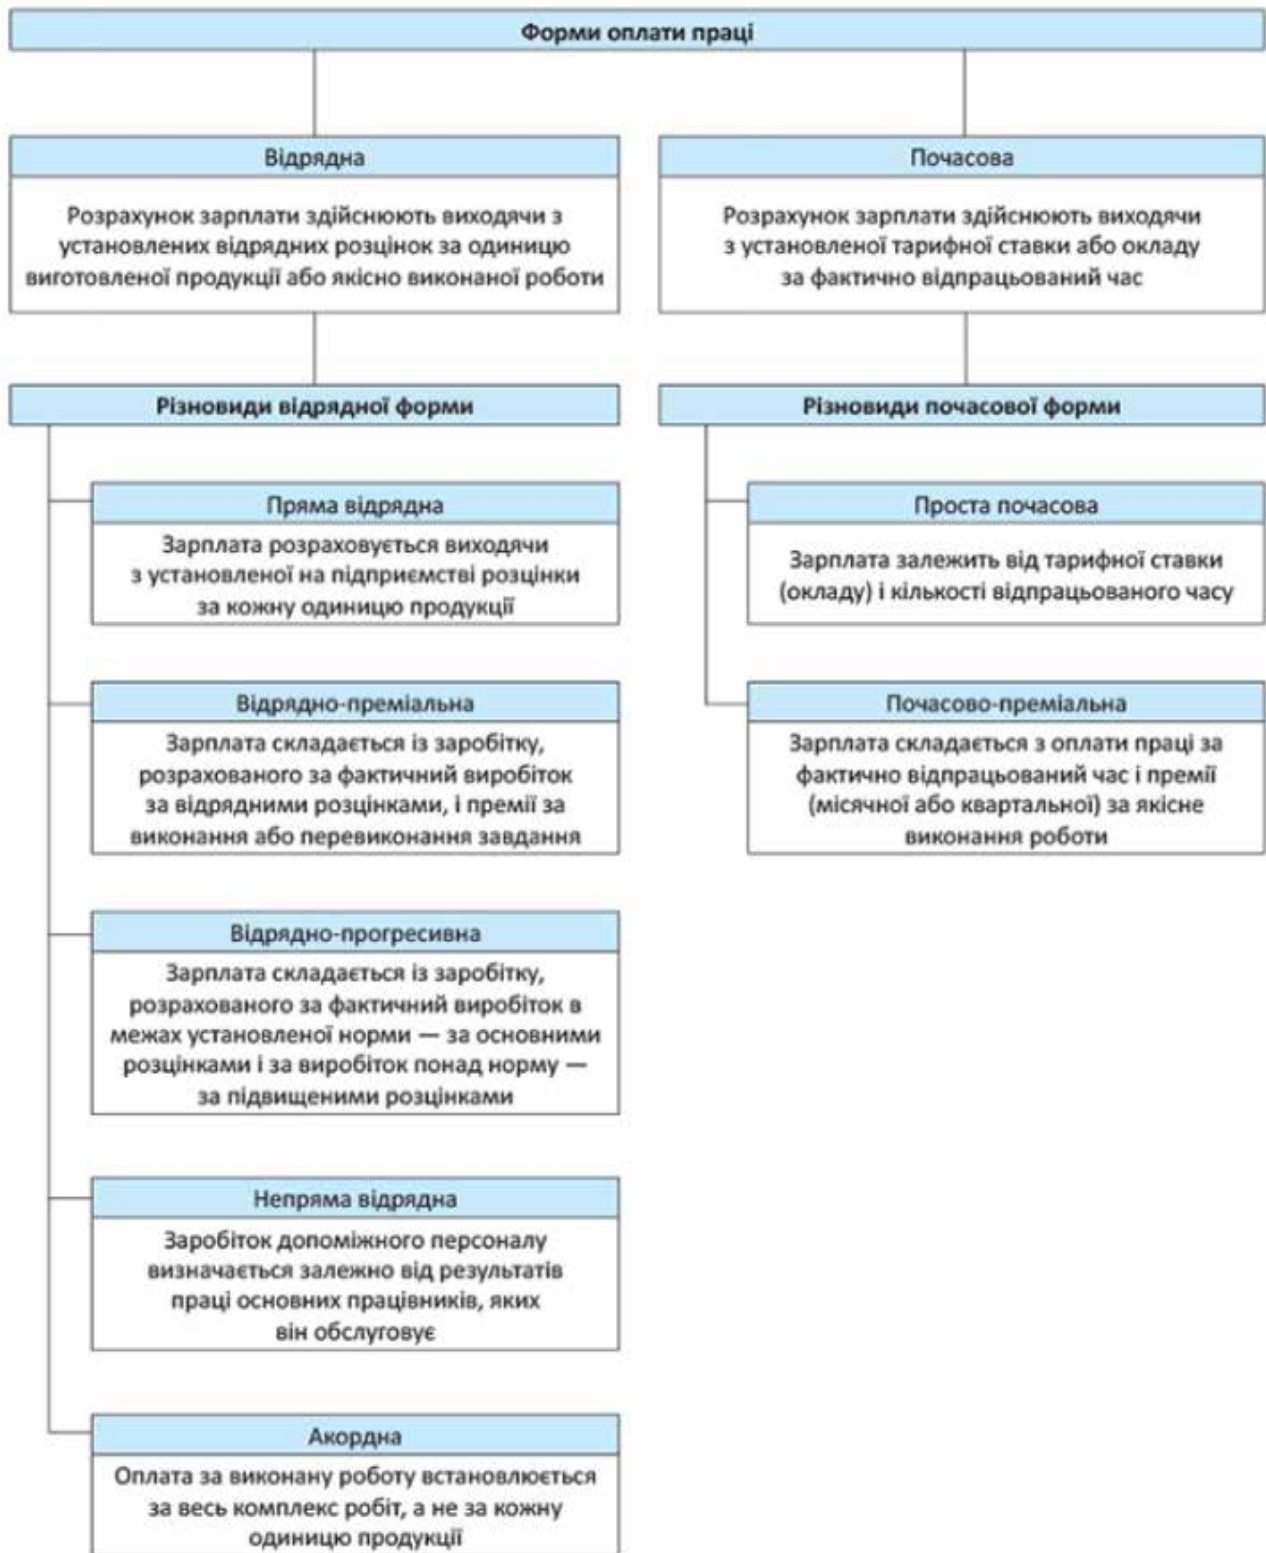 Форми оплати праці
Відрядна
Розрахунок зарплати здійснюють виходячи з
установлених відрядних розцінок за одиницю
виготовленої продукції або якісно виконаної роботи
Почасова
Розрахунок зарплати здійснюють виходячи
з установленої тарифної ставки або окладу
за фактично відпрацьований час
Різновиди відрядної форми
Пряма відрядна
Зарплата розраховується виходячи
з установленої на підприємстві розцінки
за кожну одиницю продукції
Відрядно-преміальна
Зарплата складається із заробітку,
розрахованого за фактичний виробіток
за відрядними розцінками, і премії за
виконання або перевиконання завдання
Відрядно-прогресивна
Зарплата складається із заробітку,
розрахованого за фактичний виробіток в
межах установленої норми — за основними
розцінками і за виробіток понад норму —
за підвищеними розцінками
Непряма відрядна
Заробіток допоміжного персоналу
визначається залежно від результатів
праці основних працівників, яких
він обслуговує
Акордна
Оплата за виконану роботу встановлюється
за весь комплекс робіт, а не за кожну
одиницю продукції
Різновиди почасової форми
Проста почасова
Зарплата залежить від тарифної ставки
(окладу) і кількості відпрацьованого часу
Почасово-преміальна
Зарплата складається з оплати праці за
фактично відпрацьований час і премії
(місячної або квартальної) за якісне
виконання роботи